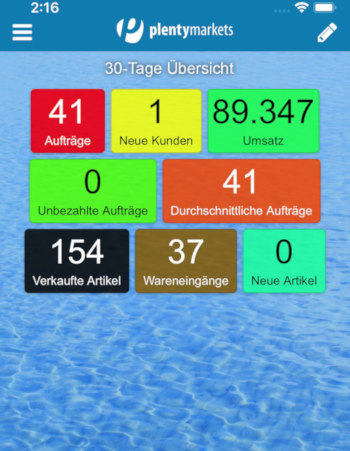 2:16
plentymarkets
30-Tage Übersicht
41
Aufträge
1
Neue Kunden
89.347
Umsatz
0
Unbezahlte Aufträge
41
Durchschnittliche Aufträge
154
Verkaufte Artikel
37
Wareneingänge
0
Neue Artikel